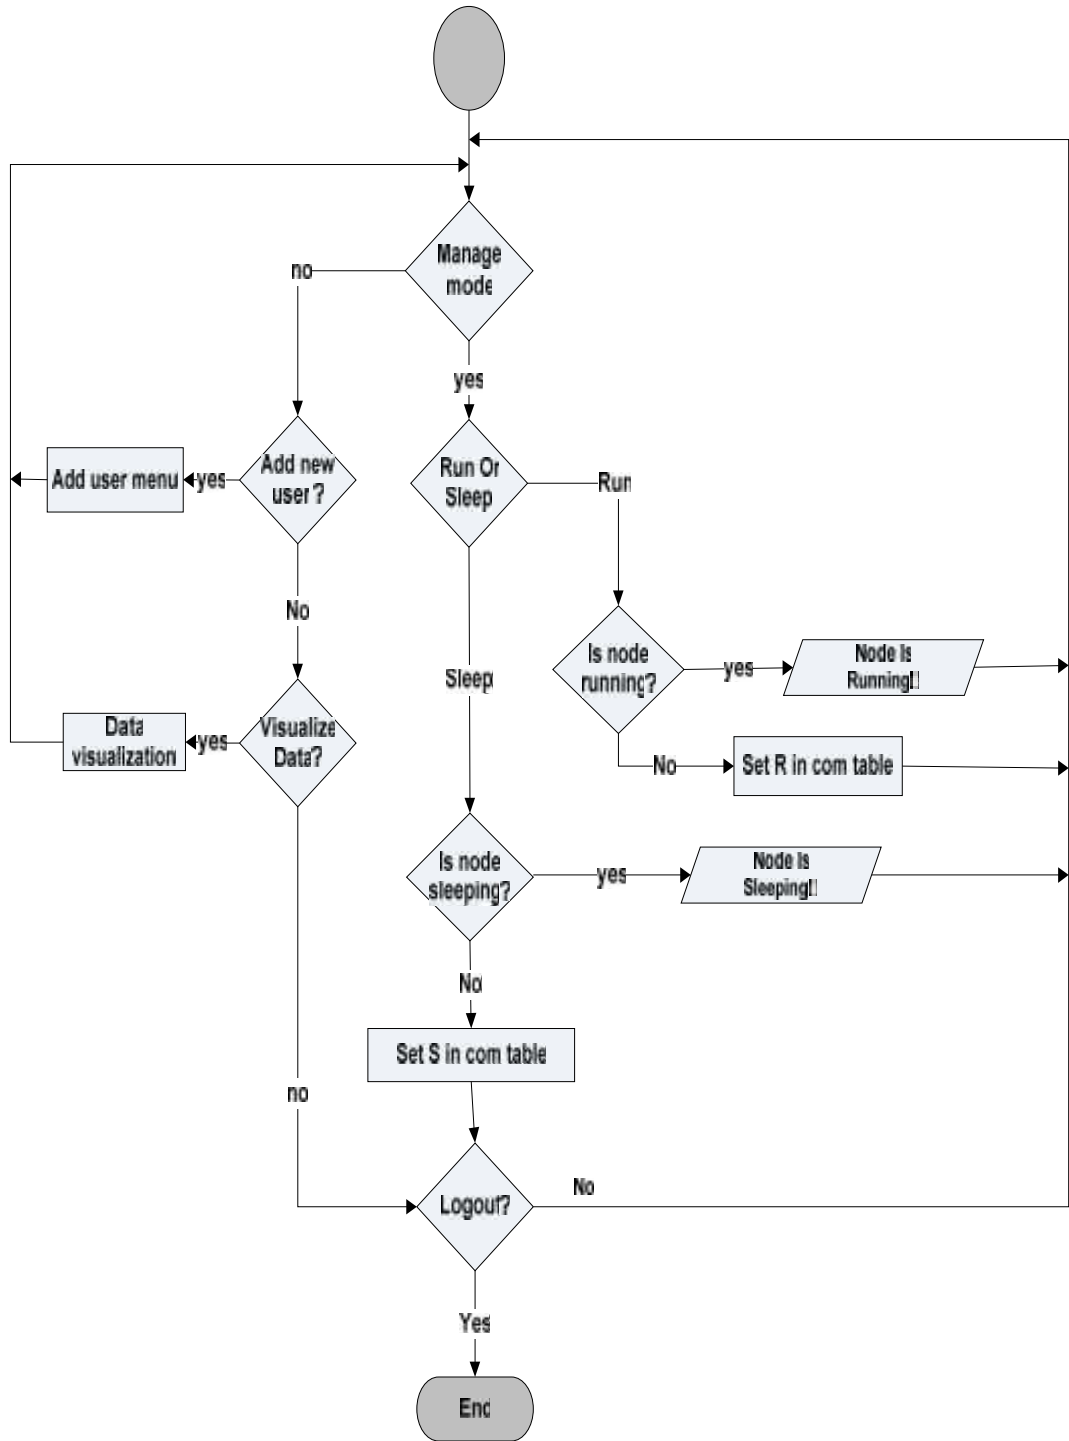 Manage
mode
no
yes
Add user menu
yes
Add new
user ?
Run Or
Sleep
Run
No
Sleep
Is node
running?
yes
Node is
Running!!
Data
visualization
yes
Visualize
Data?
No
Set R in com table
Is node
sleeping?
yes
Node is
Sleeping!!
No
Set S in com table
no
Logout?
No
Yes
End